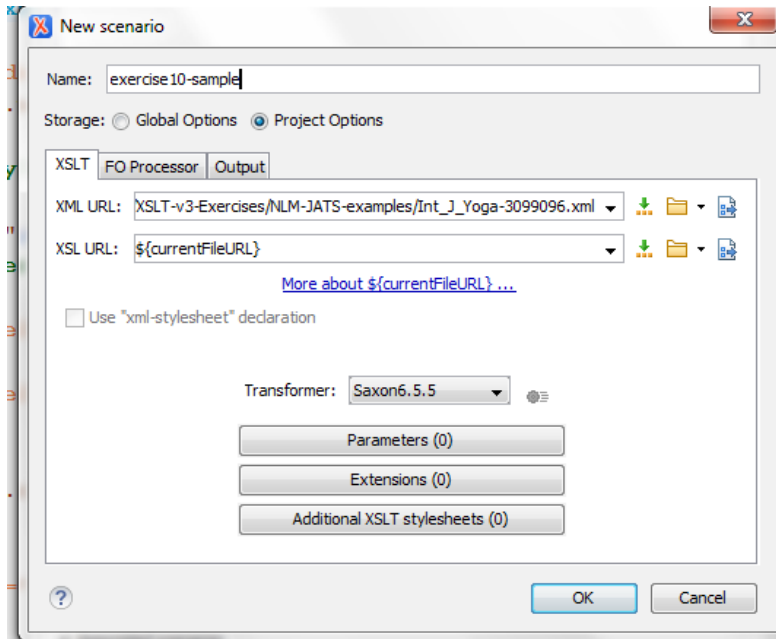 New scenario
Name: exercise10-sample
Storage: Global Options Project Options
XSLT FO Processor Output
XML URL: XSLT-v3-Exercises/NLM-JATS-examples/Int_J_Yoga-3099096.xml
XSL URL: ${currentFileURL}
More about ${currentFileURL} ...
Use "xml-stylesheet" declaration
Transformer: Saxon6.5.5
Parameters (0)
Extensions (0)
Additional XSLT stylesheets (0)
? OK Cancel